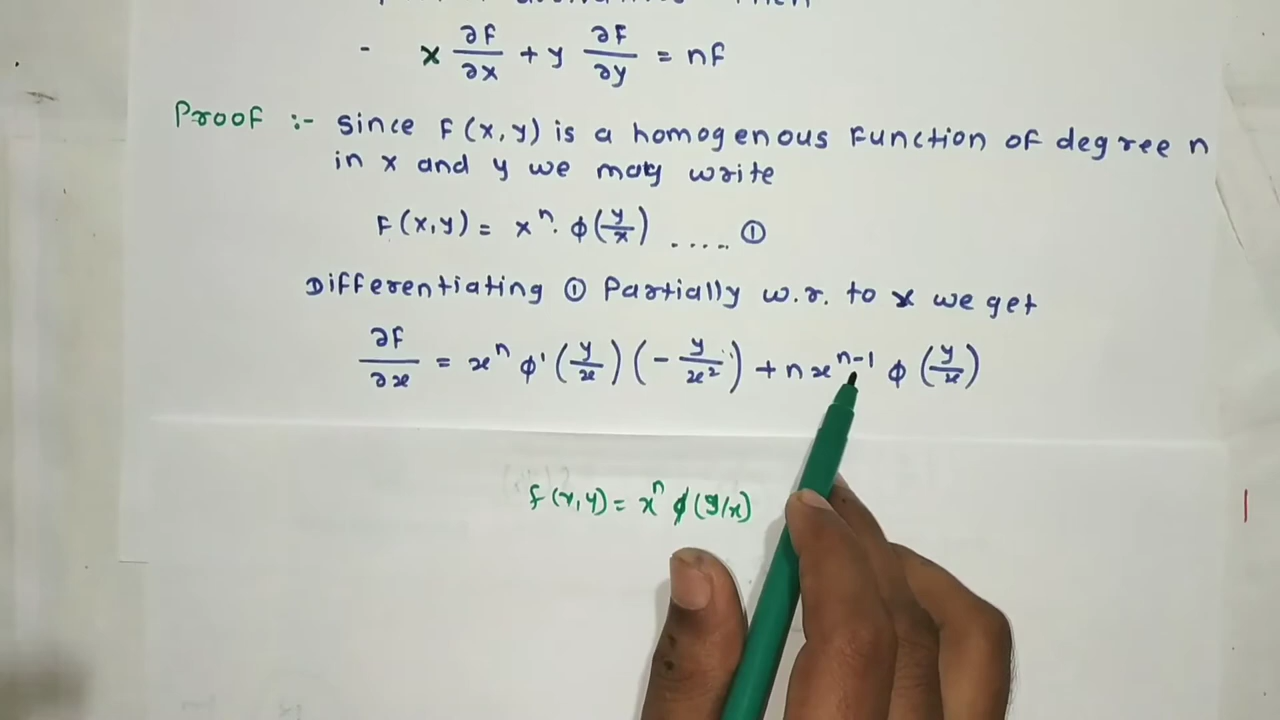 - x ∂F/∂x + y ∂F/∂y = nF
Proof :- Since F(x,y) is a homogenous Function of degree n
in x and y we may write
F(x,y) = xⁿ. ϕ(y/x) ..... ①
Differentiating ① Partially w.r. to x we get
∂F/∂x = xⁿ ϕ'(y/x) (-y/x²) + n xⁿ⁻¹ ϕ(y/x)
f(x,y) = xⁿ ϕ(y/x)